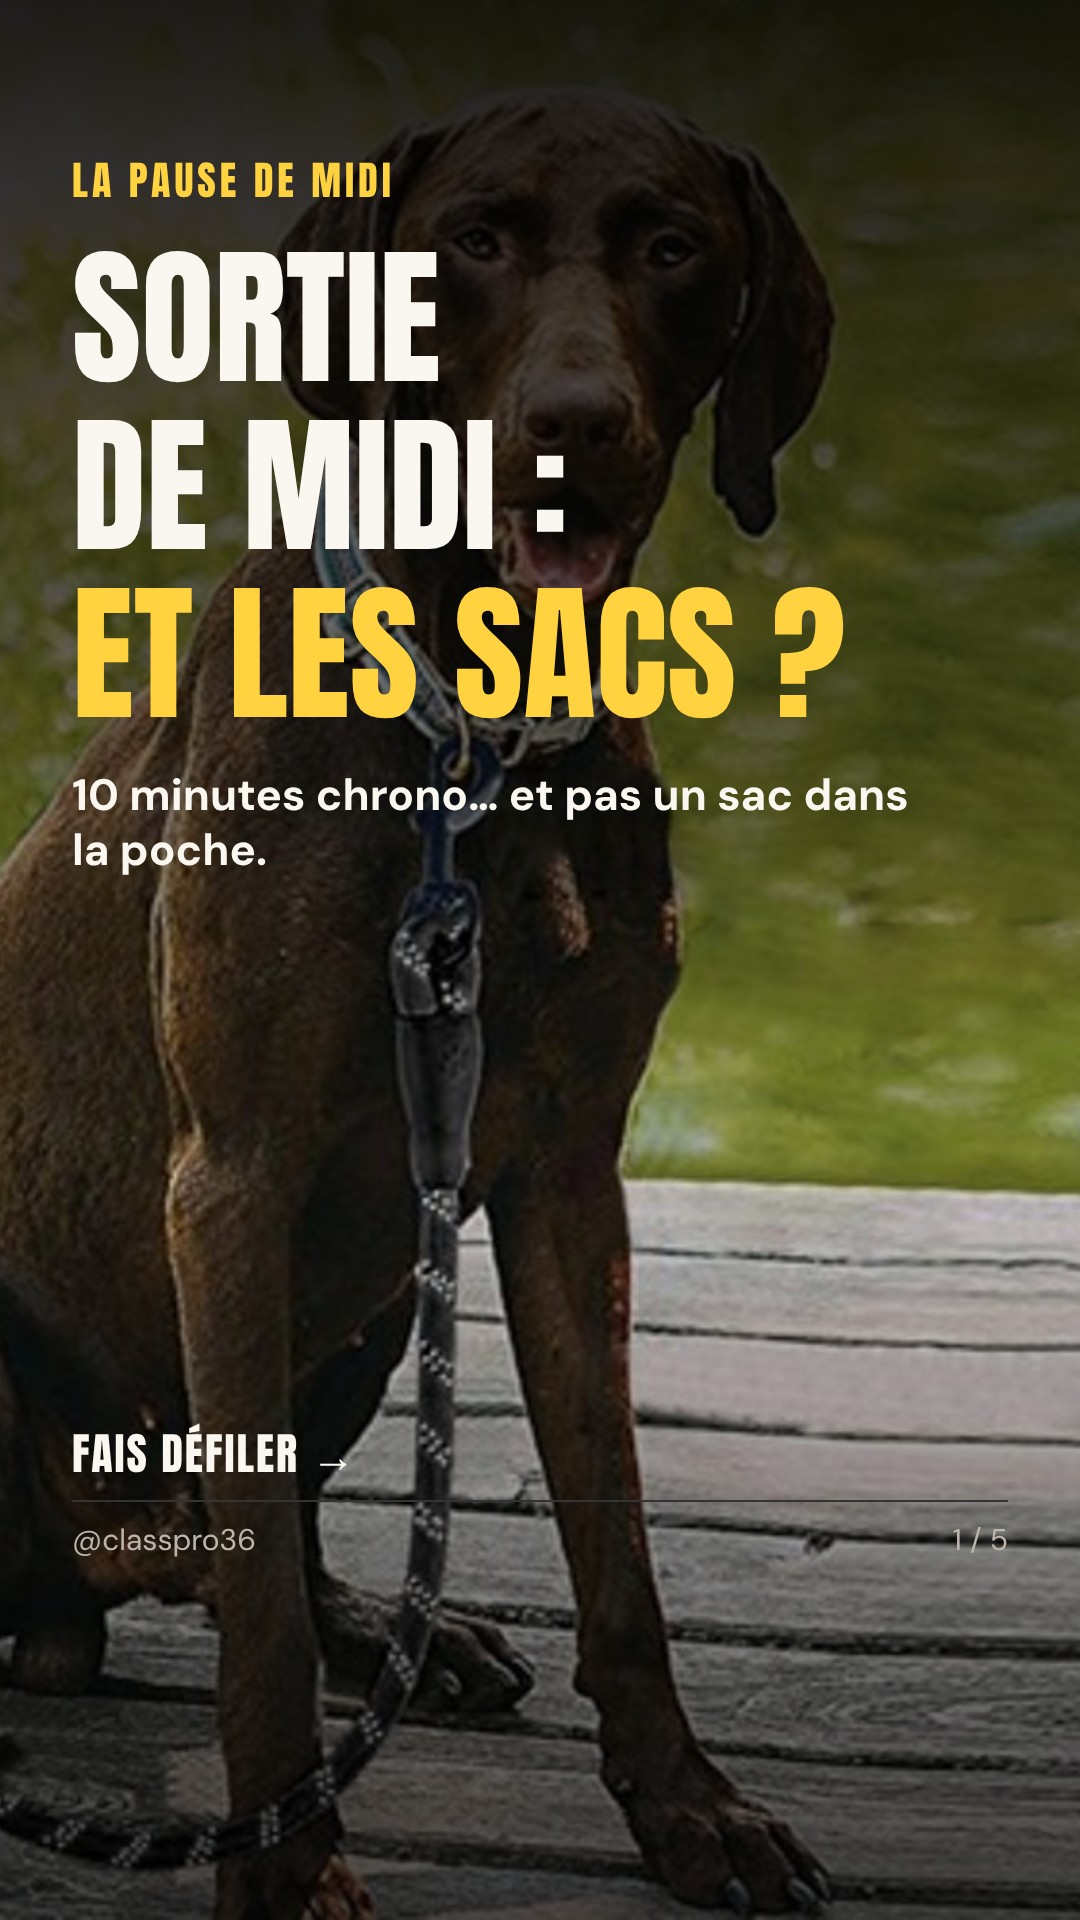 LA PAUSE DE MIDI
SORTIE
DE MIDI :
ET LES SACS ?
10 minutes chrono... et pas un sac dans
la poche.
FAIS DÉFILER →
@classpro36
1 / 5